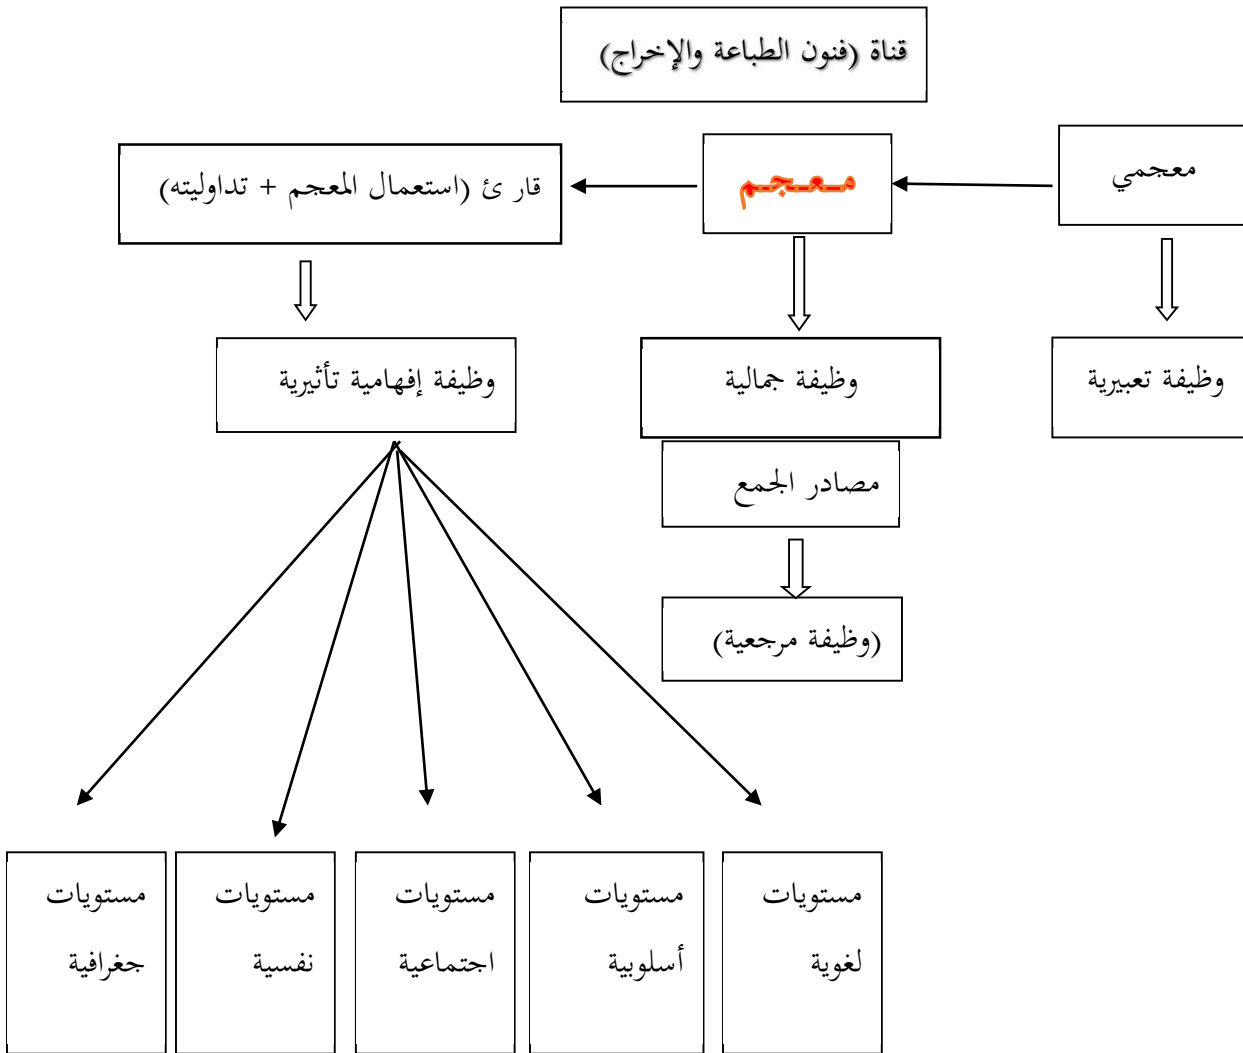 قناة (فنون الطباعة والإخراج)
معجمي
معجم
قار ئ (استعمال المعجم + تداوليته)
وظيفة تعبيرية
وظيفة جمالية
وظيفة إفهامية تأثيرية
مصادر الجمع
(وظيفة مرجعية)
مستويات
لغوية
مستويات
أسلوبية
مستويات
اجتماعية
مستويات
نفسية
مستويات
جغرافية